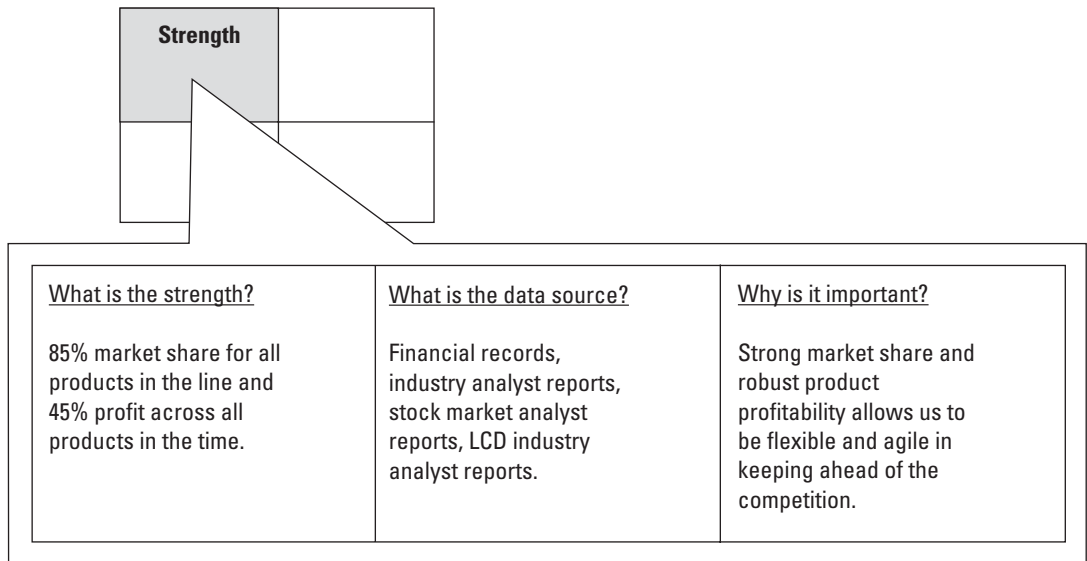 Strength
What is the strength?
85% market share for all
products in the line and
45% profit across all
products in the time.
What is the data source?
Financial records,
industry analyst reports,
stock market analyst
reports, LCD industry
analyst reports.
Why is it important?
Strong market share and
robust product
profitability allows us to
be flexible and agile in
keeping ahead of the
competition.